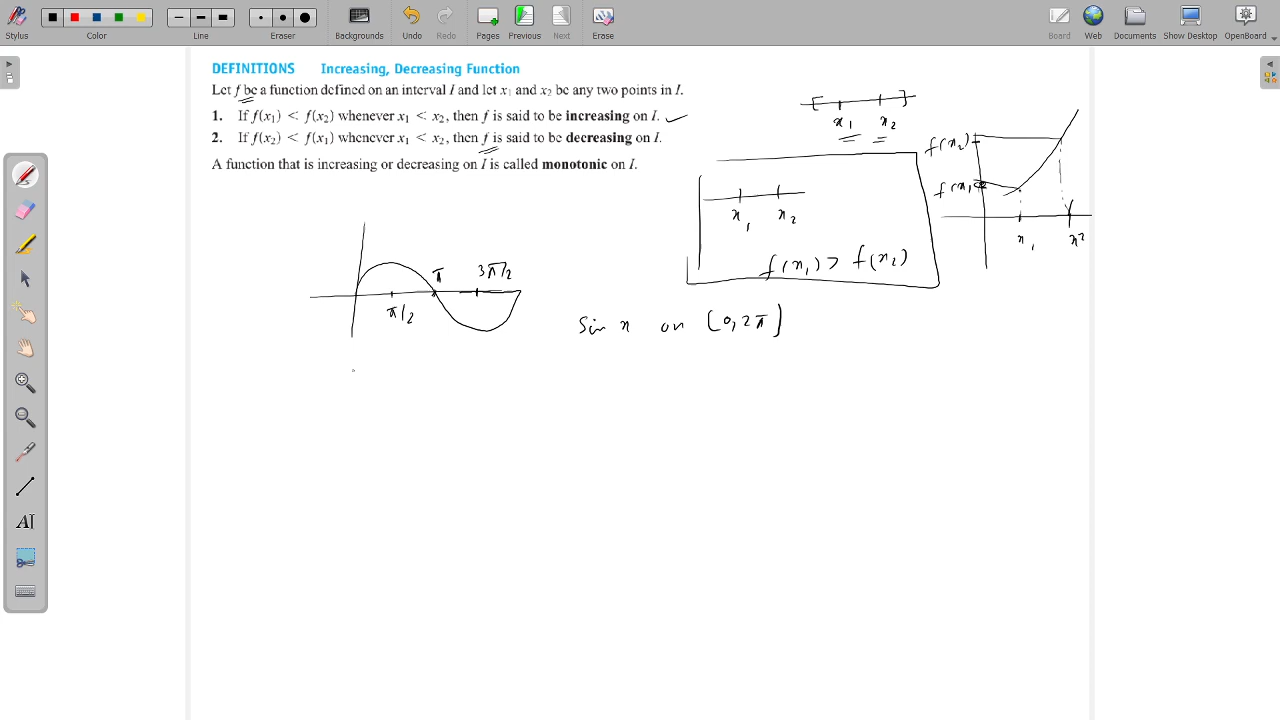 Stylus
Color
Line
Eraser
Backgrounds
Undo
Redo
Pages
Previous
Next
Erase
Board
Web
Documents
Show Desktop
OpenBoard
DEFINITIONS Increasing, Decreasing Function
Let f be a function defined on an interval I and let x₁ and x₂ be any two points in I.
1. If f(x₁) < f(x₂) whenever x₁ < x₂, then f is said to be increasing on I.
2. If f(x₂) < f(x₁) whenever x₁ < x₂, then f is said to be decreasing on I.
A function that is increasing or decreasing on I is called monotonic on I.
x₁ x₂
f(x₂)
f(x₁)
x₁ x2
x₁ x₂
f(x₁) > f(x₂)
π 3π/2
π/2
Sin x on [0, 2π]